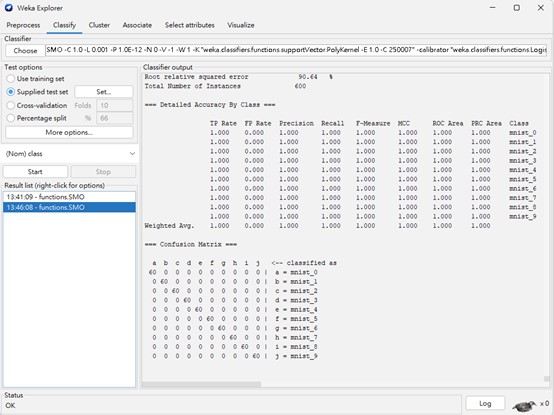 Weka Explorer
Preprocess Classify Cluster Associate Select attributes Visualize
Classifier
Choose SMO -C 1.0 -L 0.001 -P 1.0E-12 -N 0 -V -1 -W 1 -K "weka.classifiers.functions.supportVector.PolyKernel -E 1.0 -C 250007" -calibrator "weka.classifiers.functions.Logis
Test options
Use training set
Supplied test set Set...
Cross-validation Folds 10
Percentage split % 66
More options...
(Nom) class
Start Stop
Result list (right-click for options)
13:41:09 - functions.SMO
13:46:08 - functions.SMO
Classifier output
Root relative squared error 90.64 %
Total Number of Instances 600
=== Detailed Accuracy By Class ===
TP Rate FP Rate Precision Recall F-Measure MCC ROC Area PRC Area Class
1.000 0.000 1.000 1.000 1.000 1.000 1.000 1.000 mnist_0
1.000 0.000 1.000 1.000 1.000 1.000 1.000 1.000 mnist_1
1.000 0.000 1.000 1.000 1.000 1.000 1.000 1.000 mnist_2
1.000 0.000 1.000 1.000 1.000 1.000 1.000 1.000 mnist_3
1.000 0.000 1.000 1.000 1.000 1.000 1.000 1.000 mnist_4
1.000 0.000 1.000 1.000 1.000 1.000 1.000 1.000 mnist_5
1.000 0.000 1.000 1.000 1.000 1.000 1.000 1.000 mnist_6
1.000 0.000 1.000 1.000 1.000 1.000 1.000 1.000 mnist_7
1.000 0.000 1.000 1.000 1.000 1.000 1.000 1.000 mnist_8
1.000 0.000 1.000 1.000 1.000 1.000 1.000 1.000 mnist_9
Weighted Avg. 1.000 0.000 1.000 1.000 1.000 1.000 1.000 1.000
=== Confusion Matrix ===
a b c d e f g h i j <-- classified as
60 0 0 0 0 0 0 0 0 0 | a = mnist_0
0 60 0 0 0 0 0 0 0 0 | b = mnist_1
0 0 60 0 0 0 0 0 0 0 | c = mnist_2
0 0 0 60 0 0 0 0 0 0 | d = mnist_3
0 0 0 0 60 0 0 0 0 0 | e = mnist_4
0 0 0 0 0 60 0 0 0 0 | f = mnist_5
0 0 0 0 0 0 60 0 0 0 | g = mnist_6
0 0 0 0 0 0 0 60 0 0 | h = mnist_7
0 0 0 0 0 0 0 0 60 0 | i = mnist_8
0 0 0 0 0 0 0 0 0 60 | j = mnist_9
Status
OK Log x 0